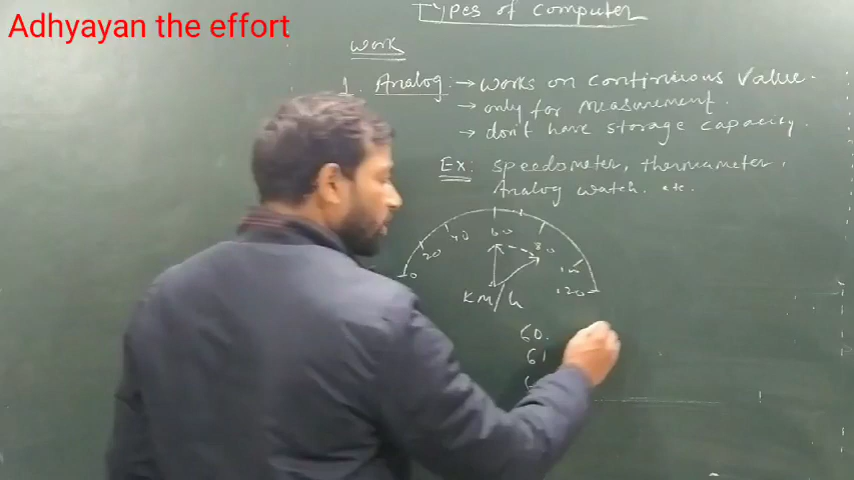 Adhyayan the effort
Types of computer
work
1. Analog :→ works on continuous value.
→ only for measurement.
→ don't have storage capacity.
Ex: speedometer, thermometer,
Analog watch. etc.
0 20 40 60 80 100 120
KM/h
60.
61